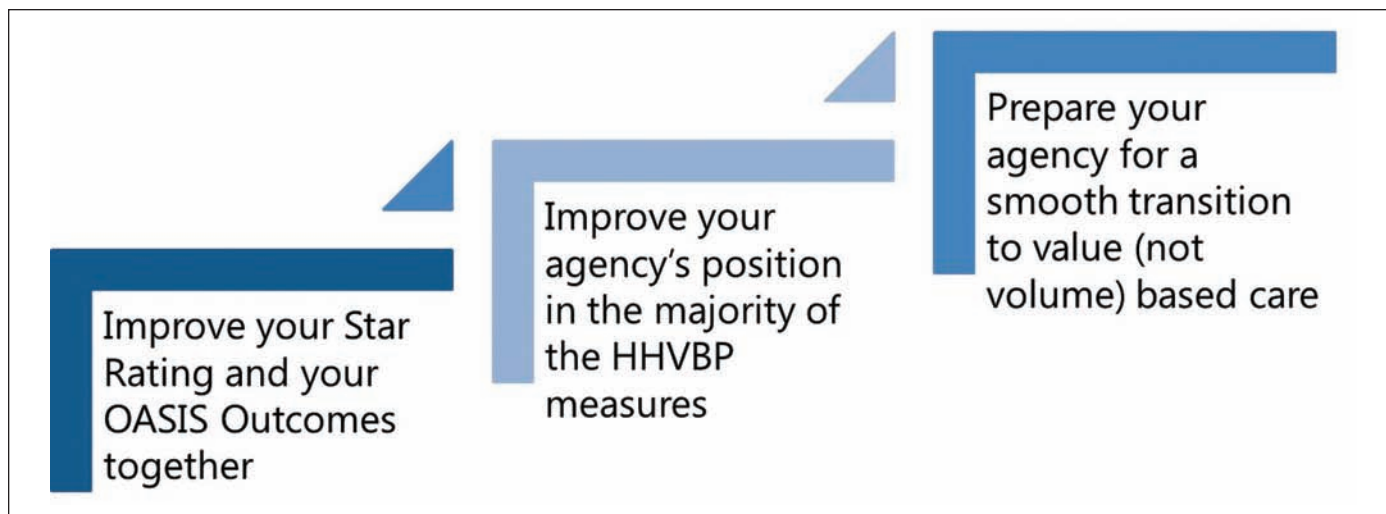 Improve your Star
Rating and your
OASIS Outcomes
together
Improve your
agency’s position
in the majority of
the HHVBP
measures
Prepare your
agency for a
smooth transition
to value (not
volume) based care